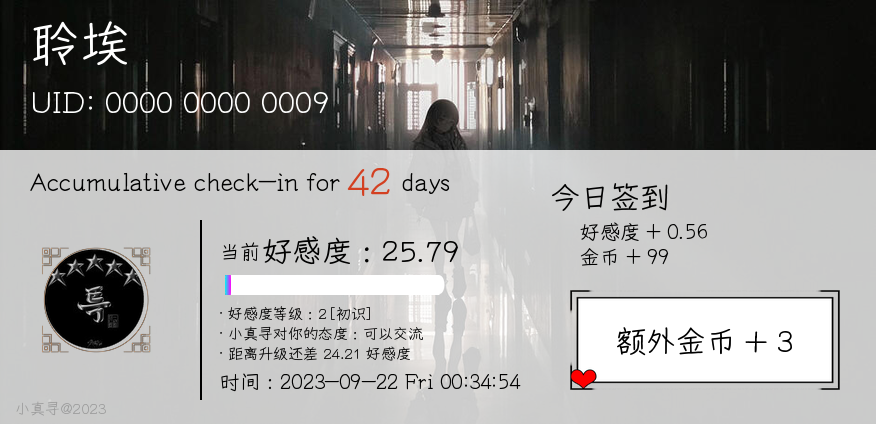 聆埃
UID: 0000 0000 0009
Accumulative check-in for 42 days
今日签到
好感度 + 0.56
金币 + 99
当前好感度：25.79
· 好感度等级：2 [初识]
· 小真寻对你的态度：可以交流
· 距离升级还差 24.21 好感度
时间：2023-09-22 Fri 00:34:54
额外金币 + 3
小真寻@2023